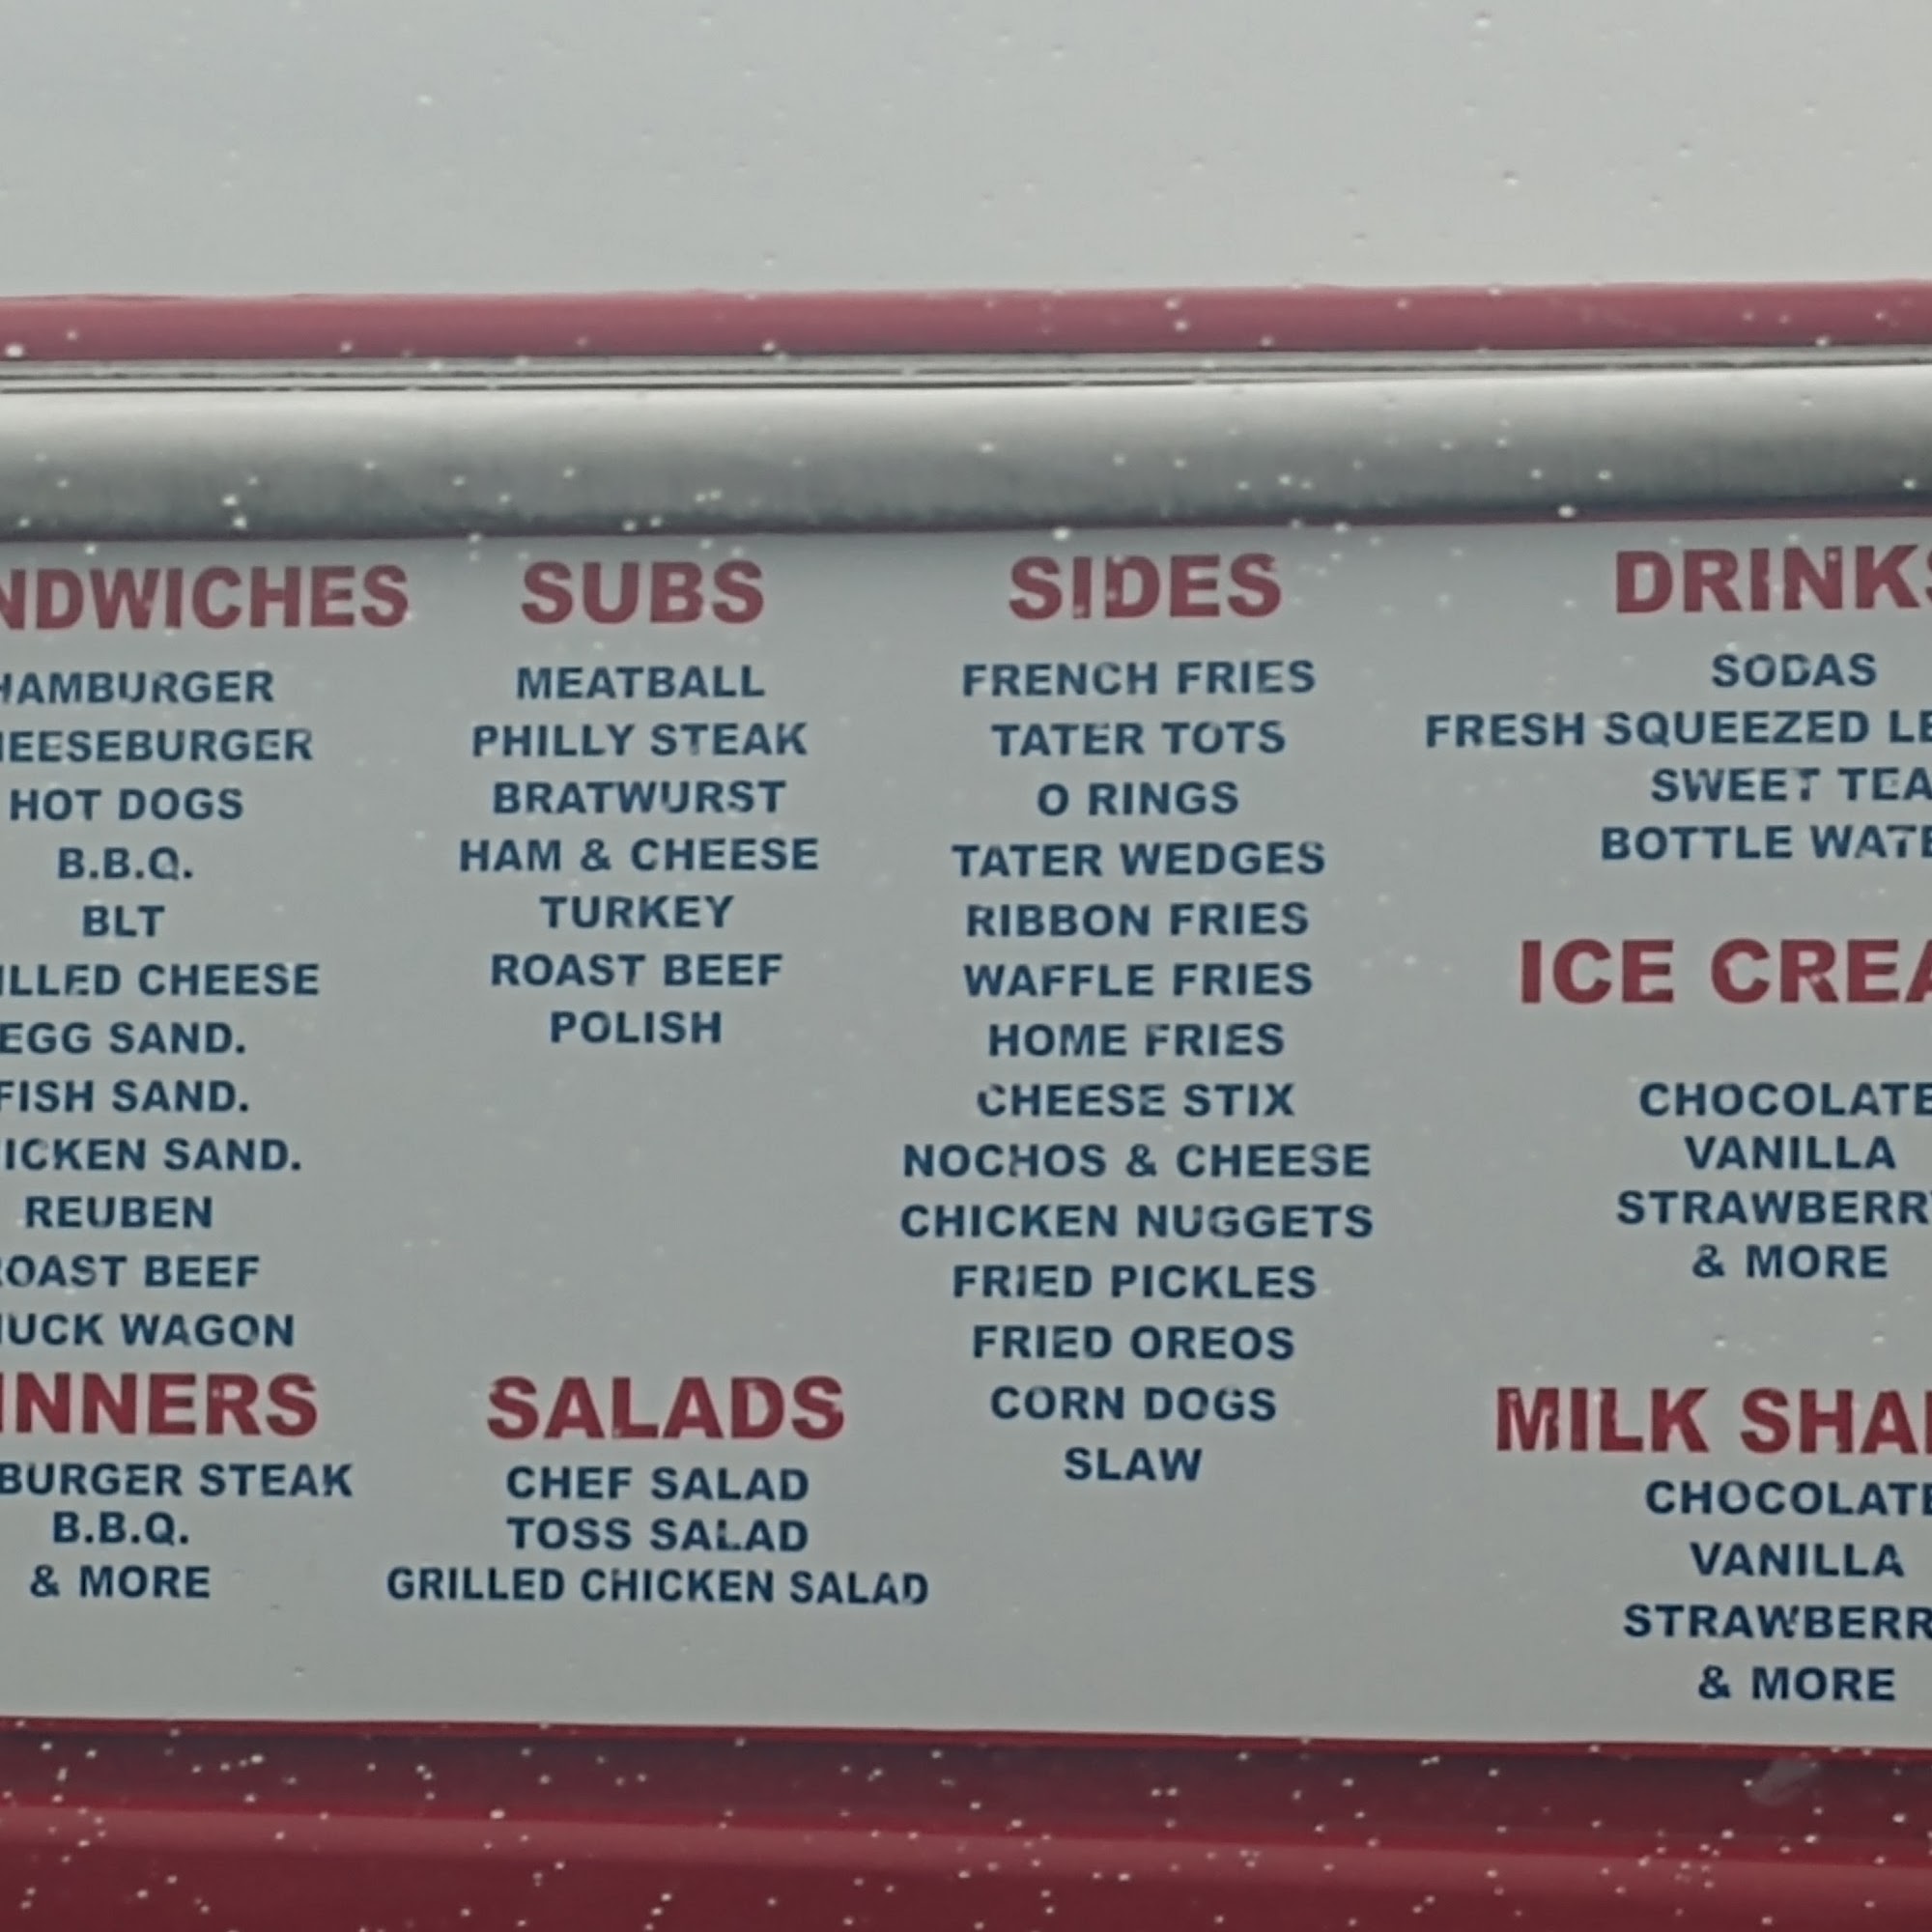 NDWICHES
HAMBURGER
HEESEBURGER
HOT DOGS
B.B.Q.
BLT
ILLED CHEESE
EGG SAND.
FISH SAND.
ICKEN SAND.
REUBEN
ROAST BEEF
HUCK WAGON
INNERS
BURGER STEAK
B.B.Q.
& MORE
SUBS
MEATBALL
PHILLY STEAK
BRATWURST
HAM & CHEESE
TURKEY
ROAST BEEF
POLISH
SALADS
CHEF SALAD
TOSS SALAD
GRILLED CHICKEN SALAD
SIDES
FRENCH FRIES
TATER TOTS
O RINGS
TATER WEDGES
RIBBON FRIES
WAFFLE FRIES
HOME FRIES
CHEESE STIX
NOCHOS & CHEESE
CHICKEN NUGGETS
FRIED PICKLES
FRIED OREOS
CORN DOGS
SLAW
DRINKS
SODAS
FRESH SQUEEZED LE
SWEET TEA
BOTTLE WATE
ICE CREA
CHOCOLATE
VANILLA
STRAWBERRY
& MORE
MILK SHA
CHOCOLATE
VANILLA
STRAWBERR
& MORE